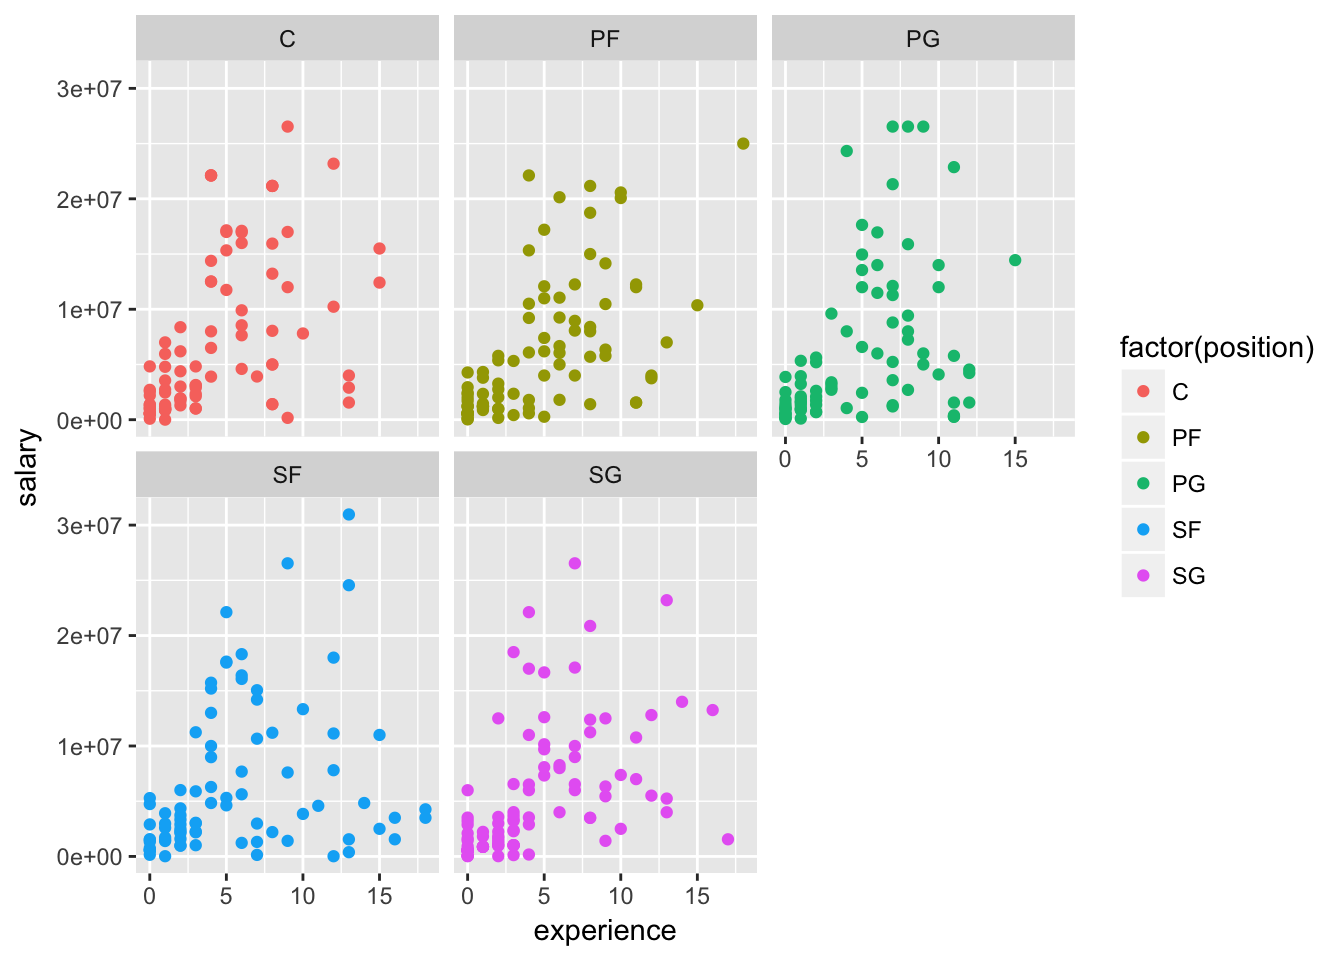 C PF PG
3e+07
2e+07
1e+07
0e+00
0 5 10 15
SF SG
3e+07
2e+07
1e+07
0e+00
0 5 10 15 0 5 10 15
experience
salary
factor(position)
C
PF
PG
SF
SG